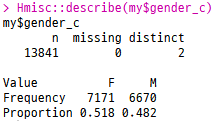 > Hmisc::describe(my$gender_c)
my$gender_c
n missing distinct
13841 0 2
Value F M
Frequency 7171 6670
Proportion 0.518 0.482